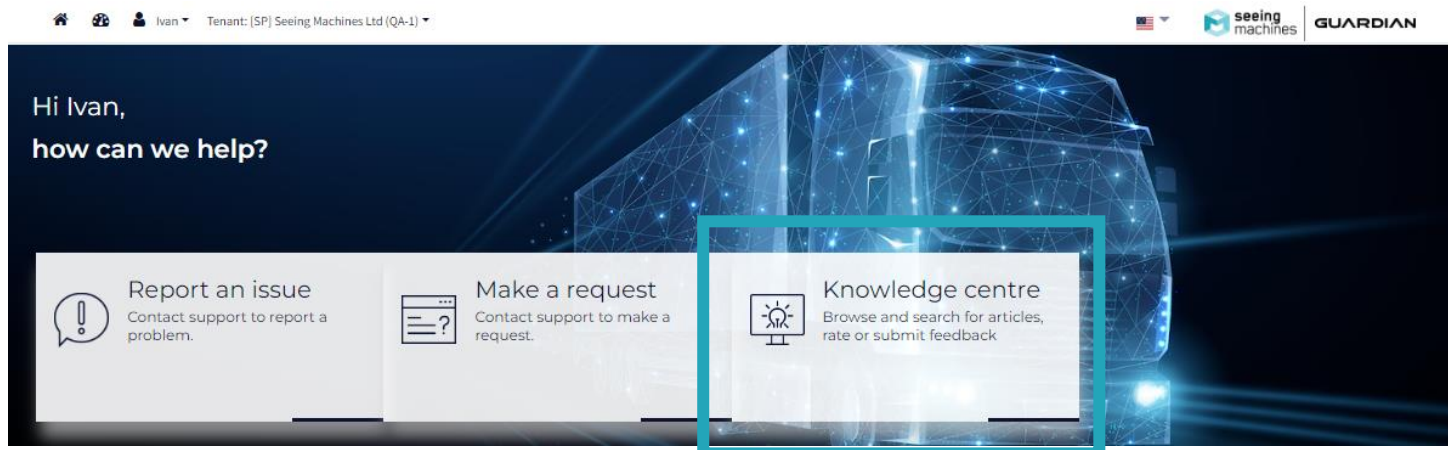 Ivan Tenant: [SP] Seeing Machines Ltd (QA-1)
seeing machines GUARDIAN
Hi Ivan,
how can we help?
Report an issue
Contact support to report a
problem.
Make a request
Contact support to make a
request.
Knowledge centre
Browse and search for articles,
rate or submit feedback